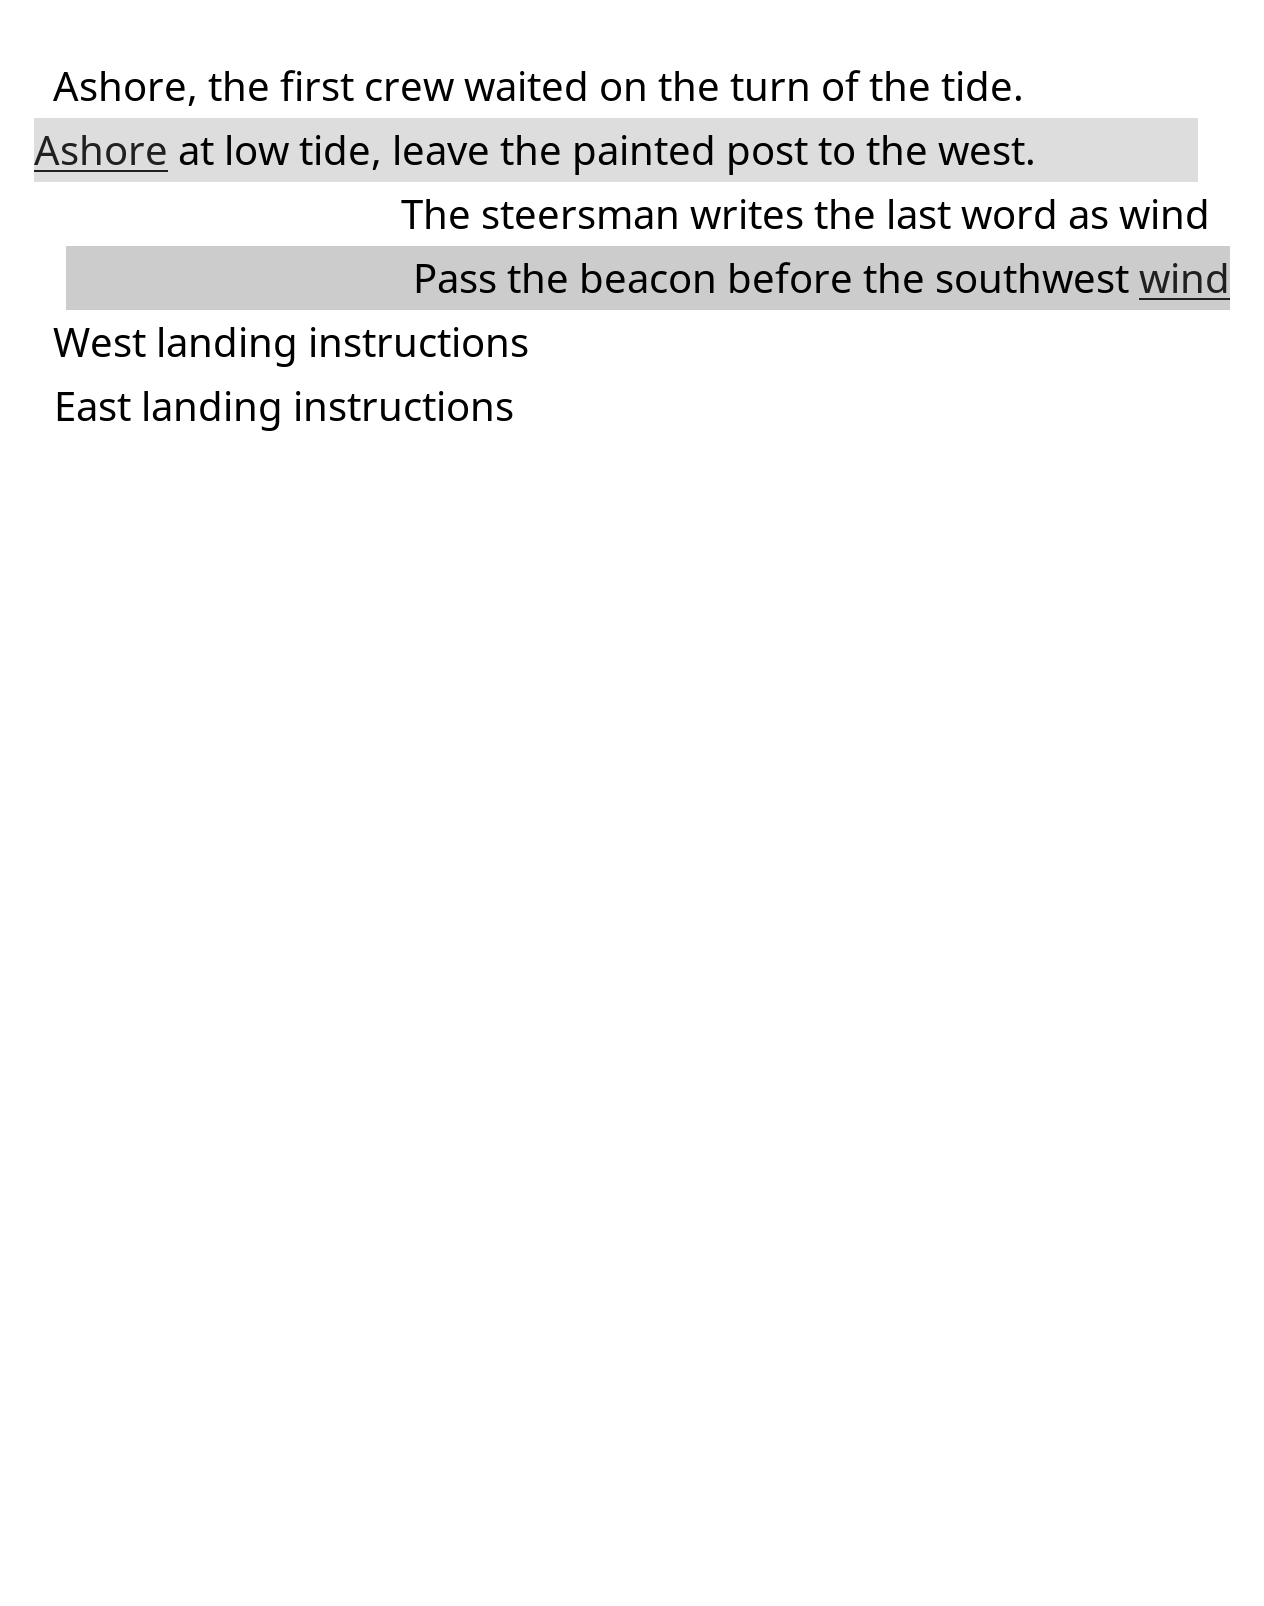 Ashore, the first crew waited on the turn of the tide.
Ashore at low tide, leave the painted post to the west.
The steersman writes the last word as wind
Pass the beacon before the southwest wind
West landing instructions
East landing instructions